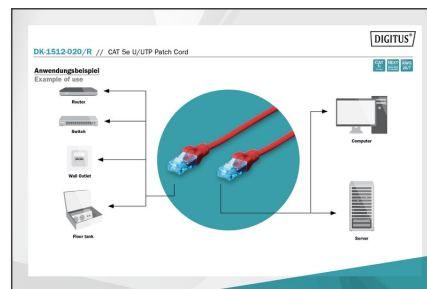 DIGITUS®
DK-1512-020/R // CAT 5e U/UTP Patch Cord
Anwendungsbeispiel
Example of use
Router
Switch
Wall Outlet
Floor tank
Computer
Server